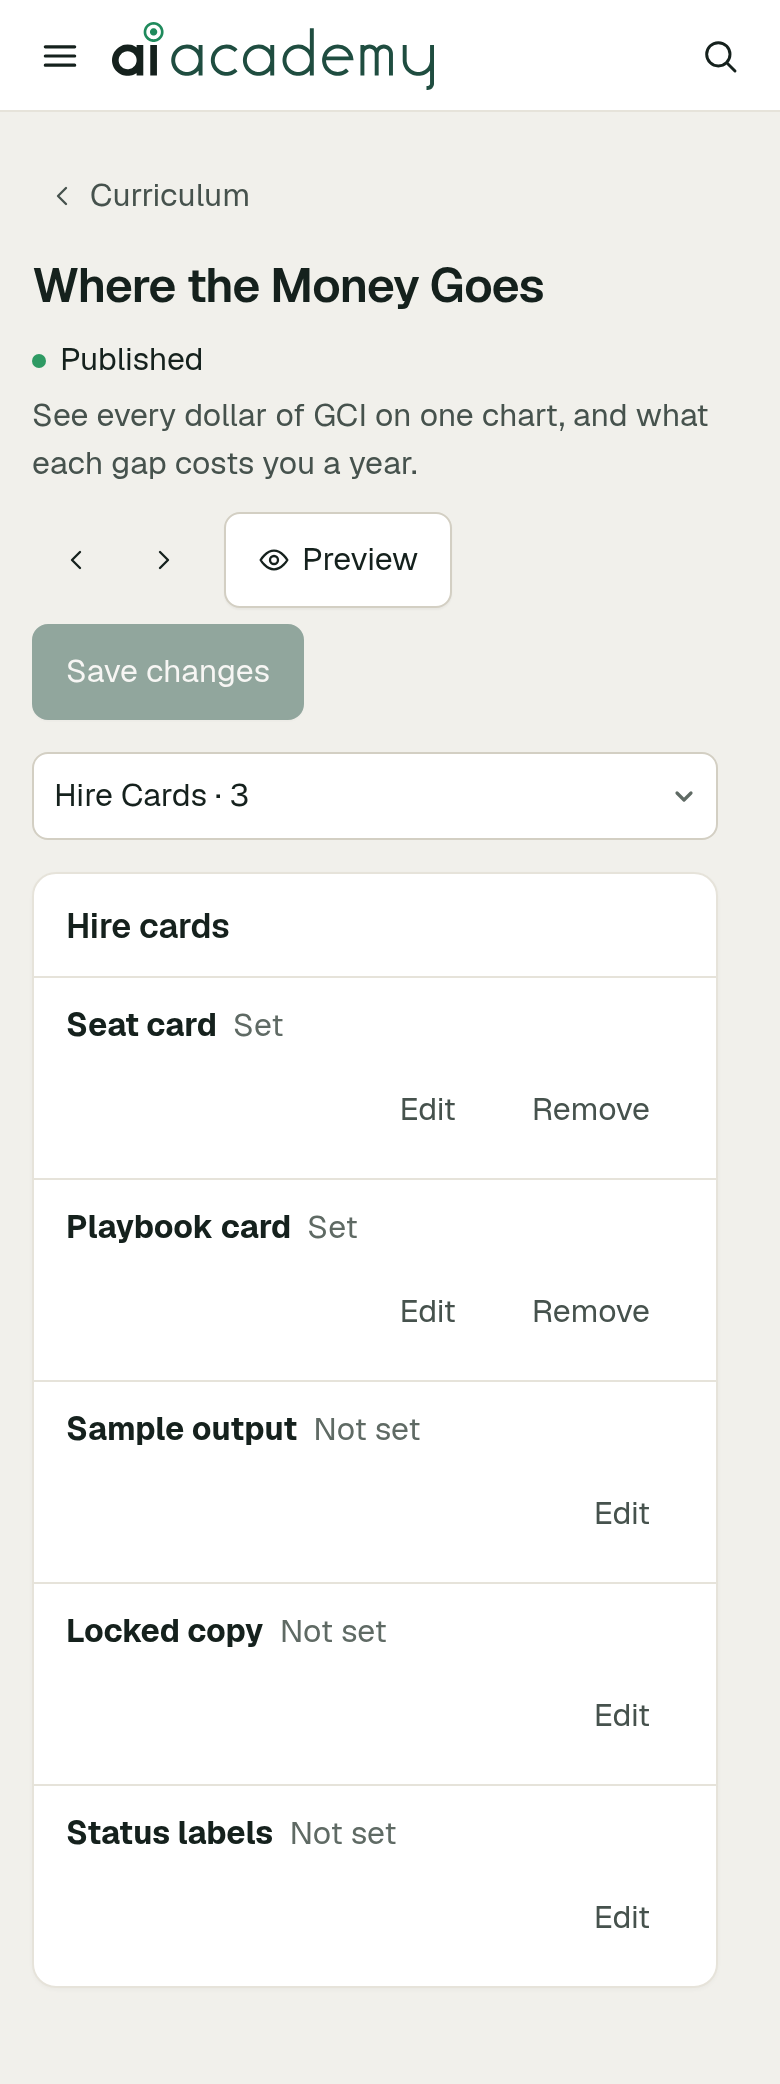 ai academy
Curriculum
Where the Money Goes
Published
See every dollar of GCI on one chart, and what
each gap costs you a year.
Preview
Save changes
Hire Cards · 3
Hire cards
Seat card Set
Edit Remove
Playbook card Set
Edit Remove
Sample output Not set
Edit
Locked copy Not set
Edit
Status labels Not set
Edit